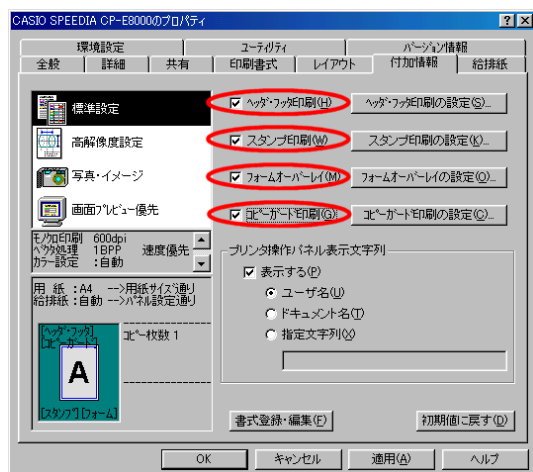 CASIO SPEEDIA CP-E8000のプロパティ
環境設定 ユーティリティ バージョン情報
全般 詳細 共有 印刷書式 レイアウト 付加情報 給排紙
標準設定
高解像度設定
写真・イメージ
画面プレビュー優先
モノクロ印刷 600dpi
ベクタ処理 1BPP 速度優先
カラー設定 :自動
用 紙 :A4 -->用紙サイズ通り
給排紙:自動 -->パネル設定通り
[ヘッダ・フッタ]
[コピーガード]
コピー枚数 1
A
[スタンプ][フォーム]
ヘッダ・フッタ印刷(H) ヘッダ・フッタ印刷の設定(S)...
スタンプ印刷(W) スタンプ印刷の設定(K)...
フォームオーバーレイ(M) フォームオーバーレイの設定(O)...
コピーガード印刷(G) コピーガード印刷の設定(C)...
プリンタ操作パネル表示文字列
表示する(P)
ユーザ名(U)
ドキュメント名(T)
指定文字列(X)
書式登録・編集(F) 初期値に戻す(D)
OK キャンセル 適用(A) ヘルプ